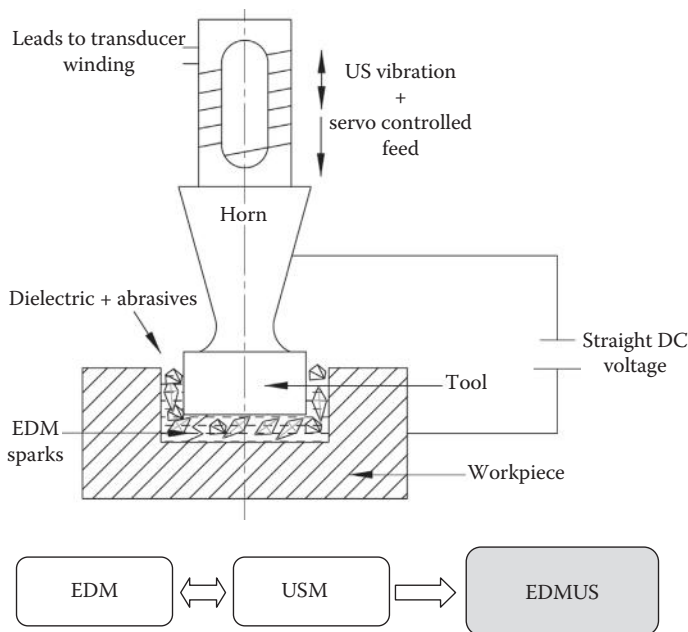 Leads to transducer
winding
US vibration
+
servo controlled
feed
Horn
Dielectric + abrasives
Straight DC
voltage
Tool
EDM
sparks
Workpiece
EDM
USM
EDMUS